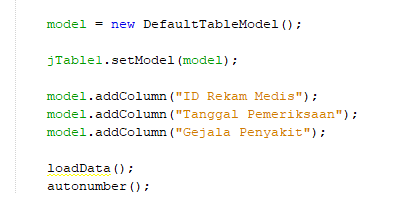 model = new DefaultTableModel();
jTable1.setModel(model);
model.addColumn("ID Rekam Medis");
model.addColumn("Tanggal Pemeriksaan");
model.addColumn("Gejala Penyakit");
loadData();
autonumber();